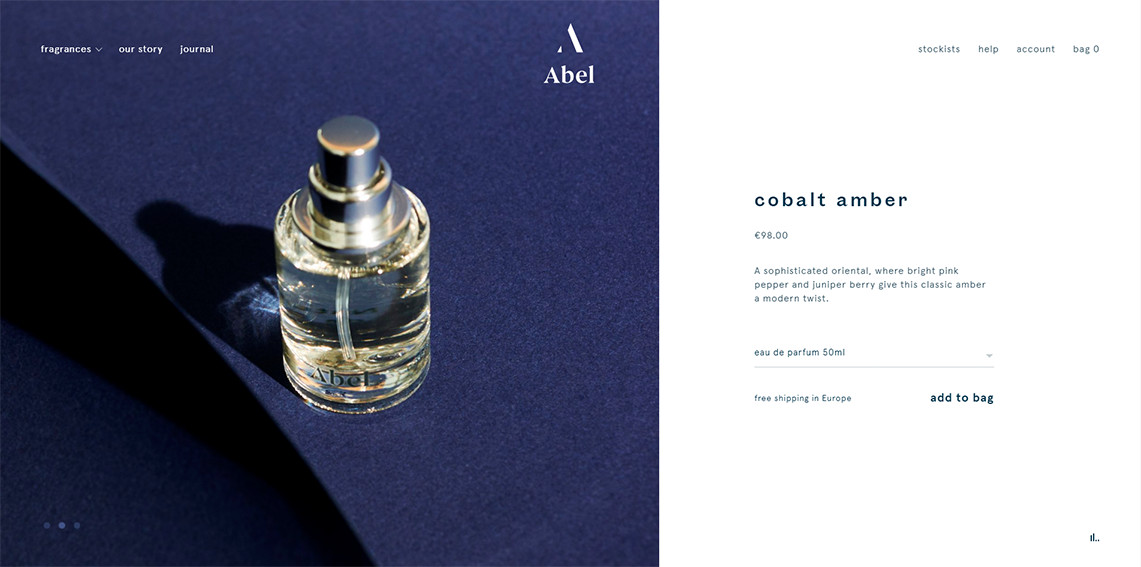 fragrances
our story
journal
Abel
stockists
help
account
bag 0
cobalt amber
€98.00
A sophisticated oriental, where bright pink
pepper and juniper berry give this classic amber
a modern twist.
eau de parfum 50ml
free shipping in Europe
add to bag
Abel